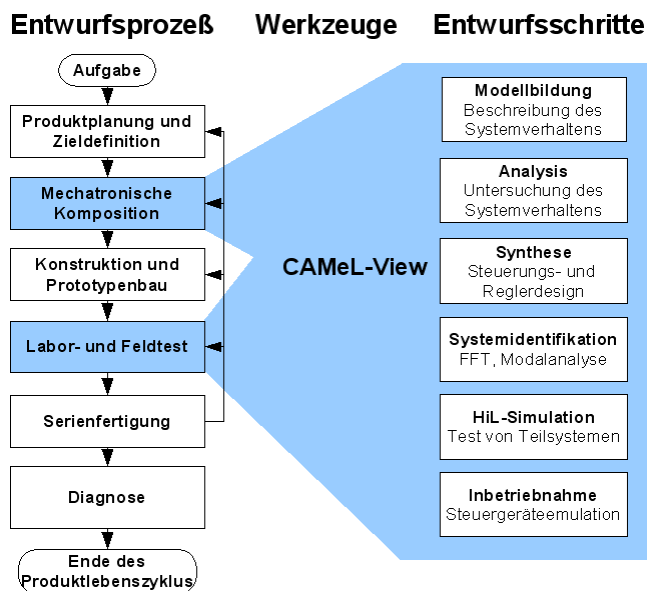 Entwurfsprozeß
Werkzeuge
Entwurfsschritte
Aufgabe
Produktplanung und
Zieldefinition
Mechatronische
Komposition
Konstruktion und
Prototypenbau
Labor- und Feldtest
Serienfertigung
Diagnose
Ende des
Produktlebenszyklus
CAMeL-View
Modellbildung
Beschreibung des
Systemverhaltens
Analysis
Untersuchung des
Systemverhaltens
Synthese
Steuerungs- und
Reglerdesign
Systemidentifikation
FFT, Modalanalyse
HiL-Simulation
Test von Teilsystemen
Inbetriebnahme
Steuergeräteemulation